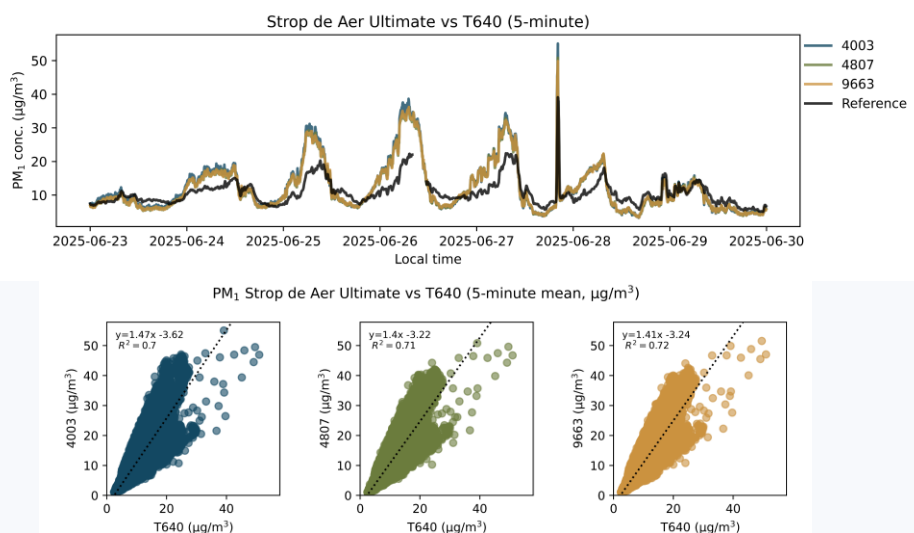 Strop de Aer Ultimate vs T640 (5-minute)
PM₁ conc. (µg/m³)
50
40
30
20
10
4003
4807
9663
Reference
2025-06-23 2025-06-24 2025-06-25 2025-06-26 2025-06-27 2025-06-28 2025-06-29 2025-06-30
Local time
PM₁ Strop de Aer Ultimate vs T640 (5-minute mean, µg/m³)
y=1.47x -3.62
R² = 0.7
4003 (µg/m³)
50
40
30
20
10
0
0 20 40
T640 (µg/m³)
y=1.4x -3.22
R² = 0.71
4807 (µg/m³)
50
40
30
20
10
0
0 20 40
T640 (µg/m³)
y=1.41x -3.24
R² = 0.72
9663 (µg/m³)
50
40
30
20
10
0
0 20 40
T640 (µg/m³)